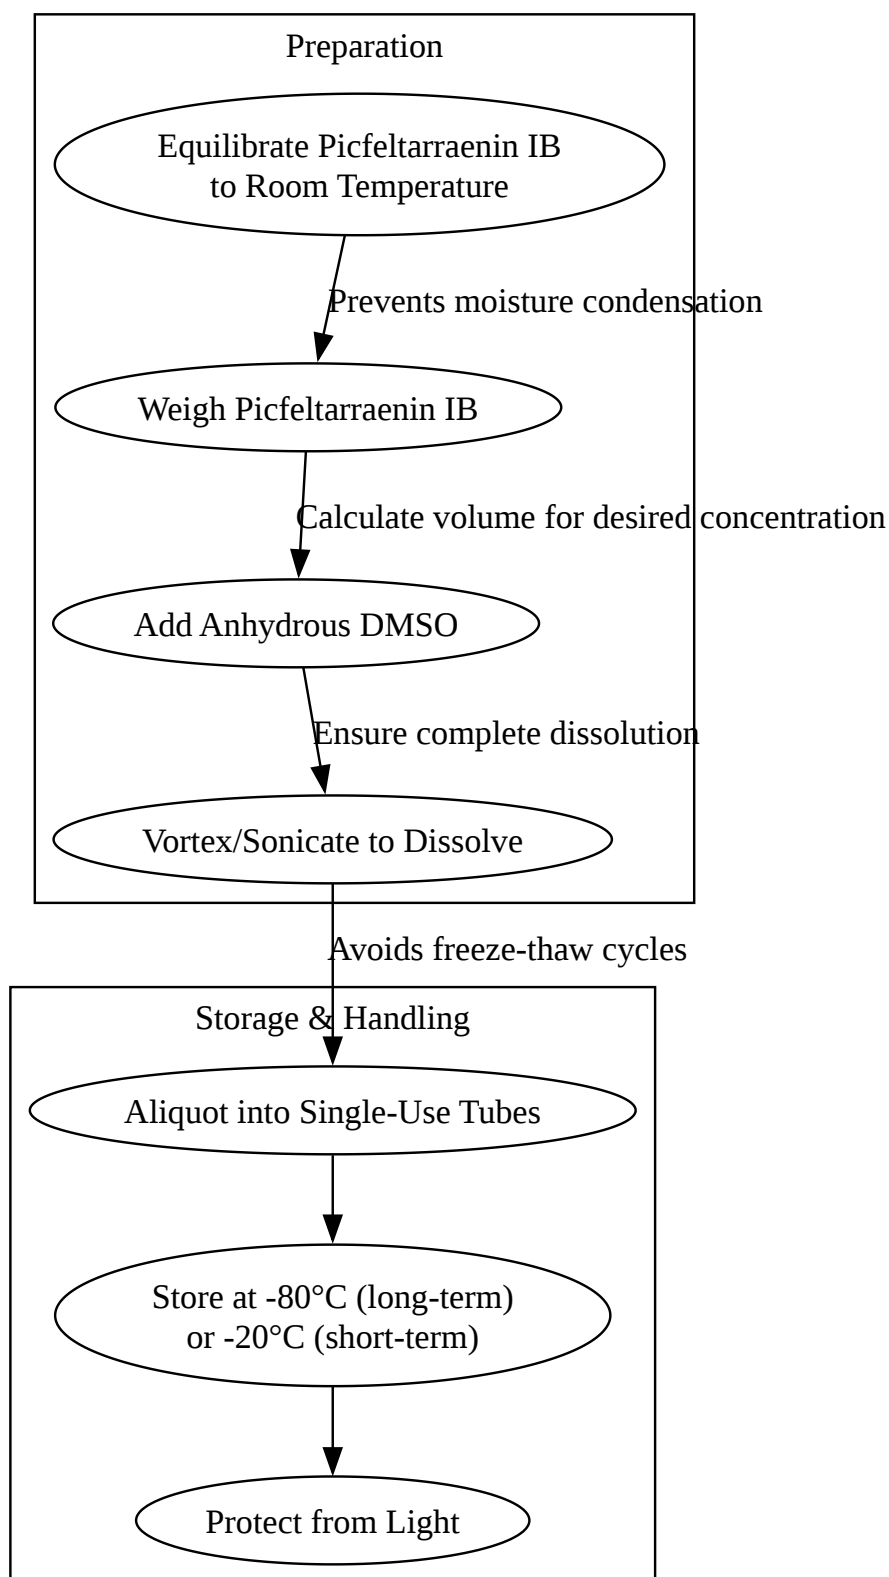 Preparation
Equilibrate Picfeltarraenin IB
to Room Temperature
Prevents moisture condensation
Weigh Picfeltarraenin IB
Calculate volume for desired concentration
Add Anhydrous DMSO
Ensure complete dissolution
Vortex/Sonicate to Dissolve
Avoids freeze-thaw cycles
Storage & Handling
Aliquot into Single-Use Tubes
Store at -80°C (long-term)
or -20°C (short-term)
Protect from Light